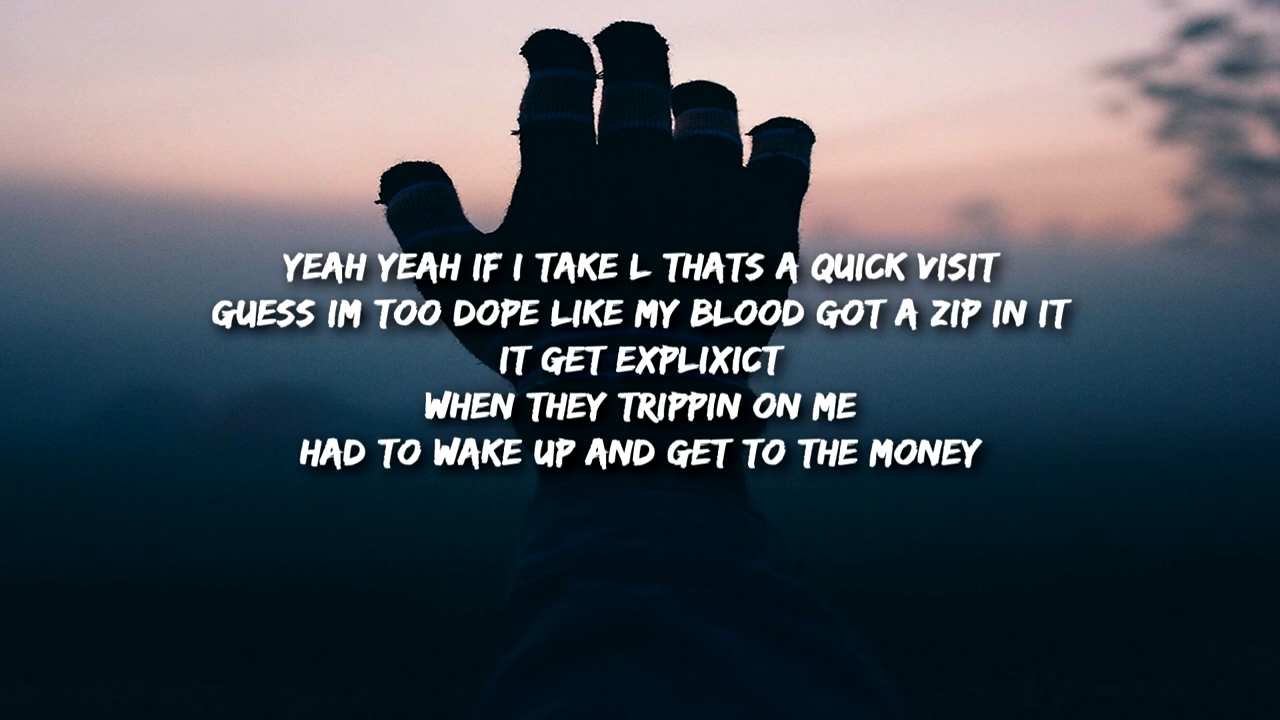 YEAH YEAH IF I TAKE L THATS A QUICK VISIT
GUESS IM TOO DOPE LIKE MY BLOOD GOT A ZIP IN IT
IT GET EXPLIXICT
WHEN THEY TRIPPIN ON ME
HAD TO WAKE UP AND GET TO THE MONEY